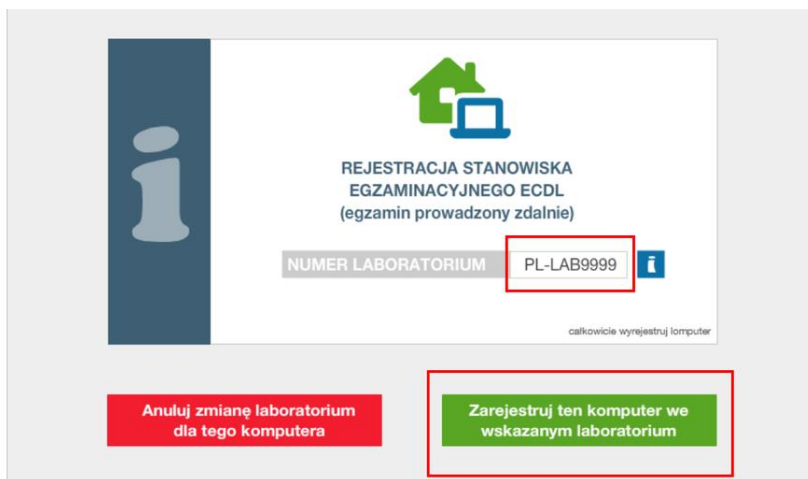 REJESTRACJA STANOWISKA
EGZAMINACYJNEGO ECDL
(egzamin prowadzony zdalnie)
NUMER LABORATORIUM PL-LAB9999 i
całkowicie wyrejestruj lomputer
Anuluj zmianę laboratorium
dla tego komputera
Zarejestruj ten komputer we
wskazanym laboratorium